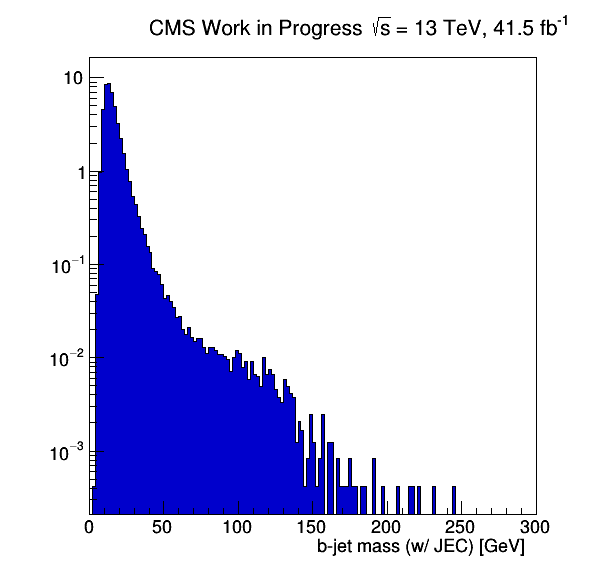 CMS Work in Progress √s = 13 TeV, 41.5 fb⁻¹
10
1
10⁻¹
10⁻²
10⁻³
0 50 100 150 200 250 300
b-jet mass (w/ JEC) [GeV]